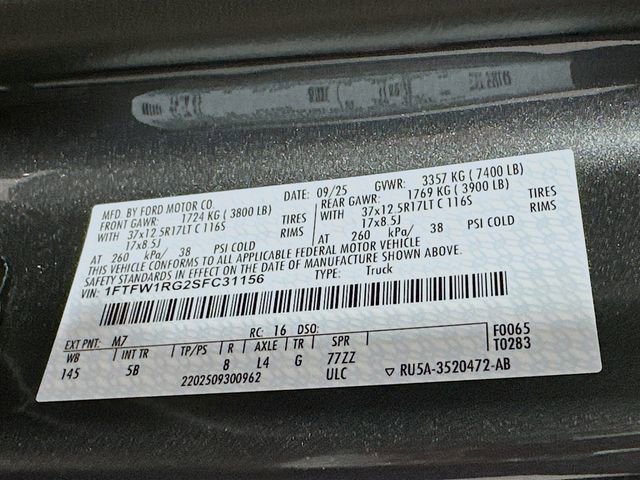 MFD. BY FORD MOTOR CO. DATE: 09/25 GVWR: 3357 KG ( 7400 LB)
FRONT GAWR: 1724 KG ( 3800 LB) REAR GAWR: 1769 KG ( 3900 LB)
WITH 37x12.5R17LT C 116S TIRES WITH 37x12.5R17LT C 116S TIRES
17x8.5J RIMS 17x8.5J RIMS
AT 260 kPa/ 38 PSI COLD AT 260 kPa/ 38 PSI COLD
THIS VEHICLE CONFORMS TO ALL APPLICABLE FEDERAL MOTOR VEHICLE
SAFETY STANDARDS IN EFFECT ON THE DATE OF MANUFACTURE SHOWN ABOVE.
VIN: 1FTFW1RG2SFC31156 TYPE: Truck
EXT PNT: M7 RC: 16 DSO: F0065
WB INT TR TP/PS R AXLE TR SPR T0283
145 5B 8 L4 G 77ZZ
2202509300962 ULC ▽ RU5A-3520472-AB